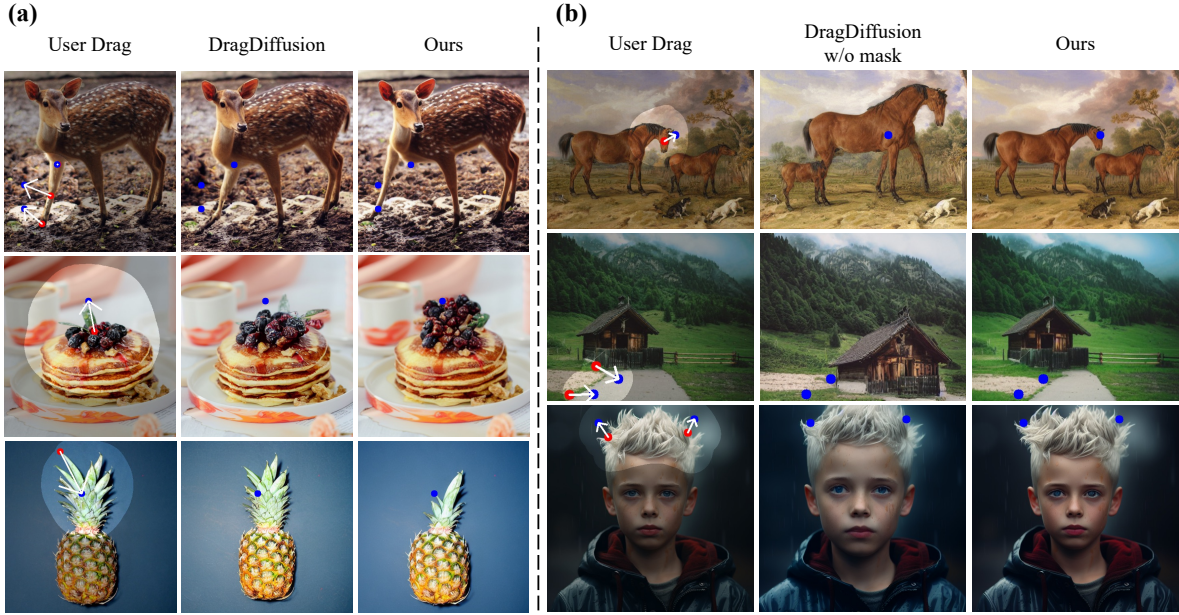 (a)
User Drag
DragDiffusion
Ours
(b)
User Drag
DragDiffusion
w/o mask
Ours